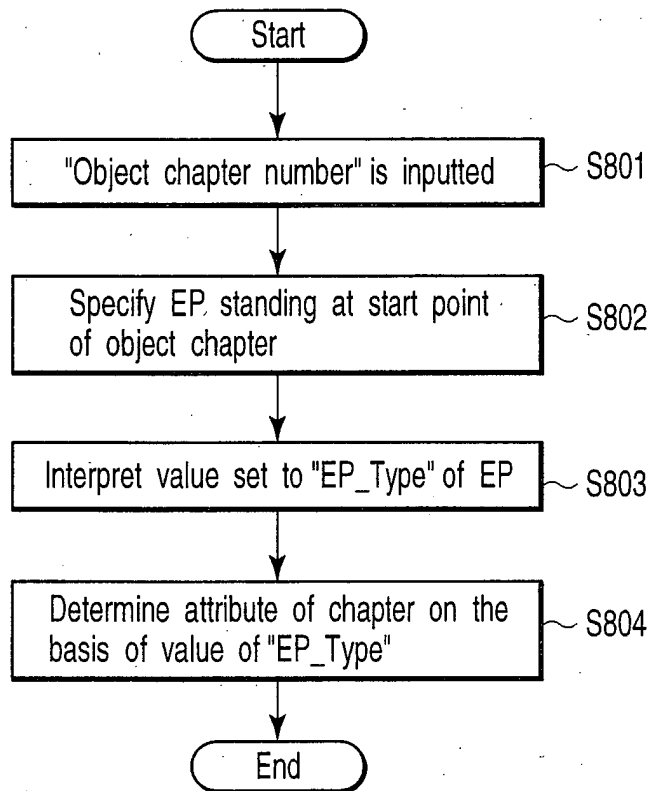 Start
"Object chapter number" is inputted
S801
Specify EP standing at start point
of object chapter
S802
Interpret value set to "EP_Type" of EP
S803
Determine attribute of chapter on the
basis of value of "EP_Type"
S804
End